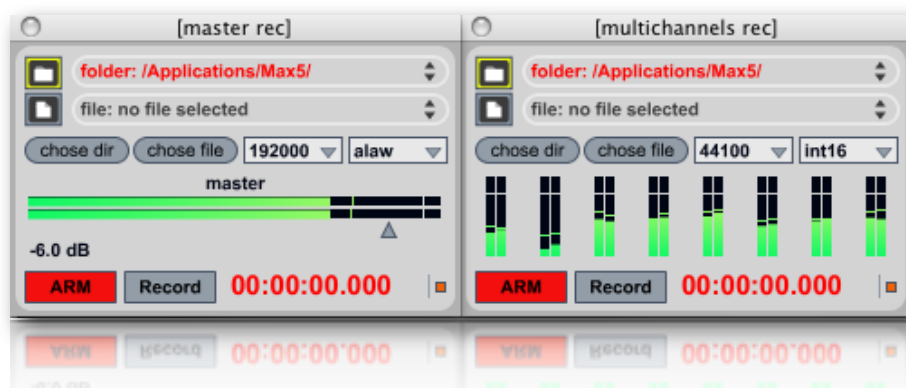 [master rec]
folder: /Applications/Max5/
file: no file selected
chose dir chose file 192000 alaw
master
-6.0 dB
ARM Record 00:00:00.000
[multichannels rec]
folder: /Applications/Max5/
file: no file selected
chose dir chose file 44100 int16
ARM Record 00:00:00.000